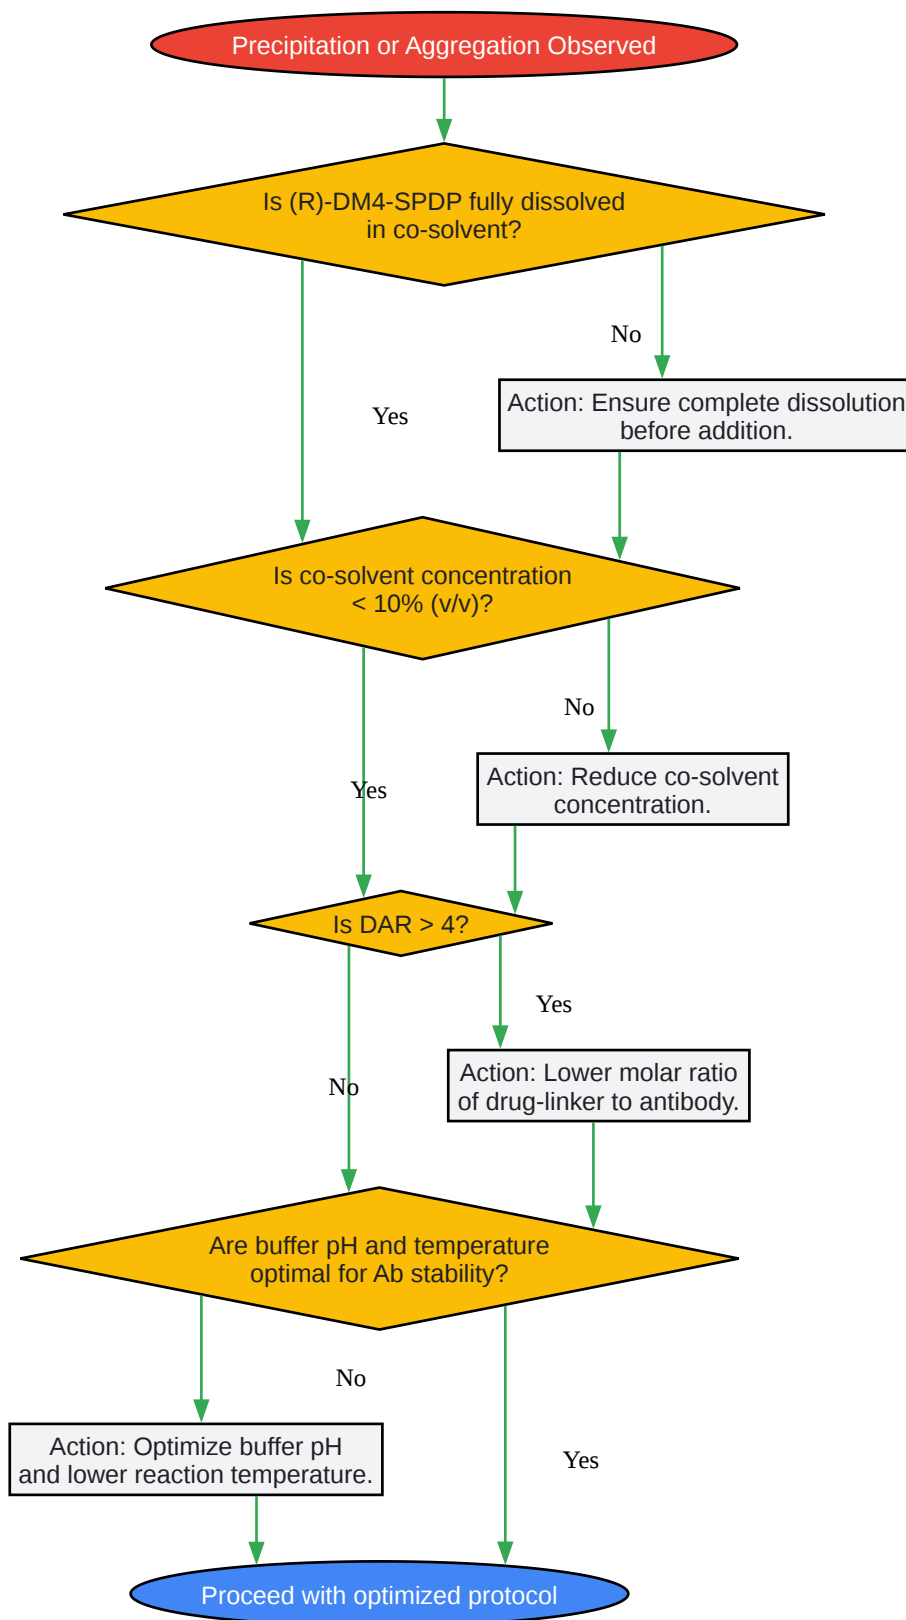 Precipitation or Aggregation Observed
Is (R)-DM4-SPDP fully dissolved
in co-solvent?
No
Action: Ensure complete dissolution
before addition.
Yes
Is co-solvent concentration
< 10% (v/v)?
No
Action: Reduce co-solvent
concentration.
Yes
Is DAR > 4?
Yes
Action: Lower molar ratio
of drug-linker to antibody.
No
Are buffer pH and temperature
optimal for Ab stability?
No
Action: Optimize buffer pH
and lower reaction temperature.
Yes
Proceed with optimized protocol